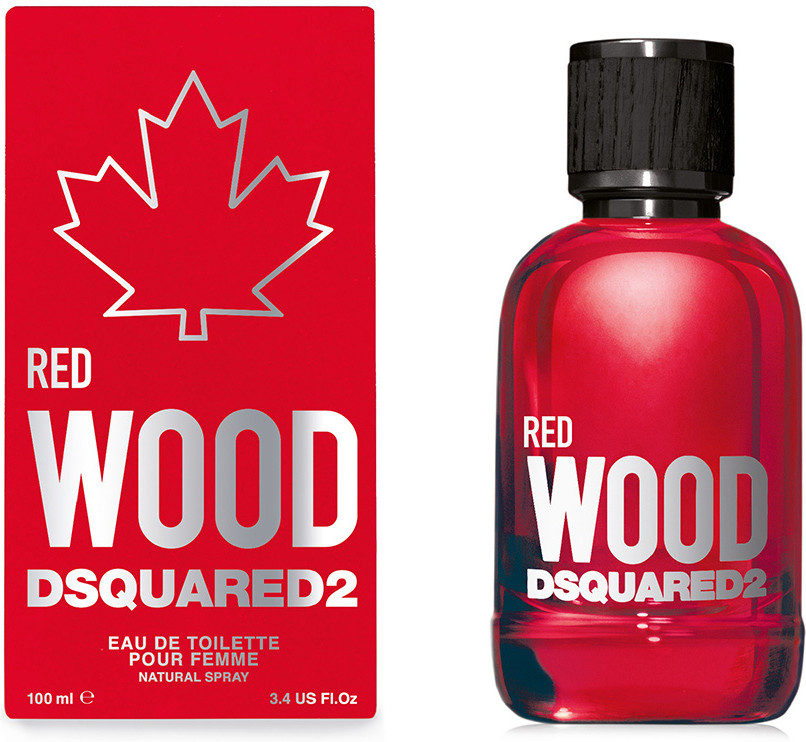 RED
WOOD
DSQUARED2
EAU DE TOILETTE
POUR FEMME
NATURAL SPRAY
100 ml ℮ 3.4 US Fl.Oz
RED
WOOD
DSQUARED2